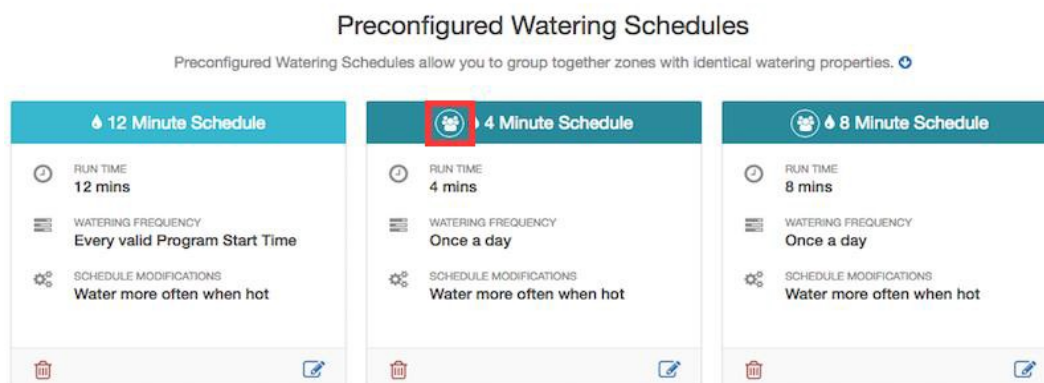 Preconfigured Watering Schedules
Preconfigured Watering Schedules allow you to group together zones with identical watering properties.
12 Minute Schedule
RUN TIME
12 mins
WATERING FREQUENCY
Every valid Program Start Time
SCHEDULE MODIFICATIONS
Water more often when hot
4 Minute Schedule
RUN TIME
4 mins
WATERING FREQUENCY
Once a day
SCHEDULE MODIFICATIONS
Water more often when hot
8 Minute Schedule
RUN TIME
8 mins
WATERING FREQUENCY
Once a day
SCHEDULE MODIFICATIONS
Water more often when hot